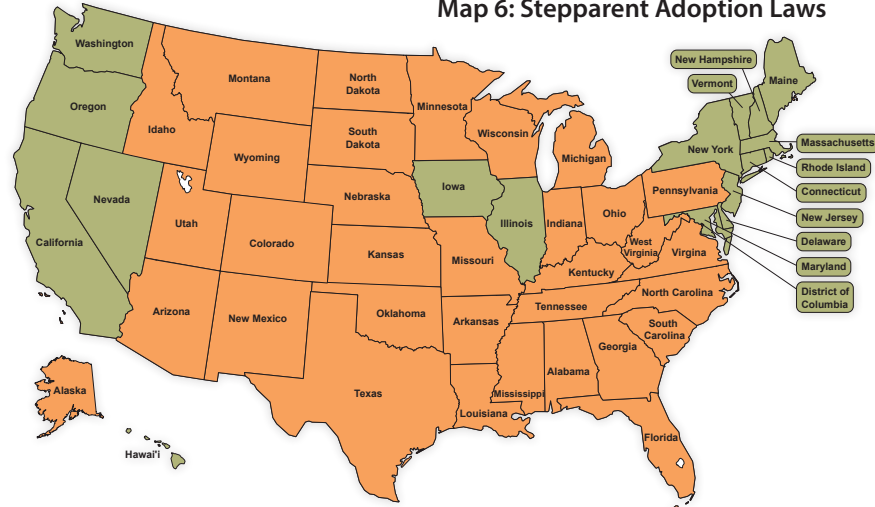 Map 6: Stepparent Adoption Laws
Washington
Oregon
California
Nevada
Idaho
Montana
Wyoming
Utah
Arizona
Colorado
New Mexico
North
Dakota
South
Dakota
Nebraska
Kansas
Oklahoma
Texas
Minnesota
Iowa
Missouri
Arkansas
Louisiana
Wisconsin
Illinois
Michigan
Indiana
Ohio
Kentucky
Tennessee
Mississippi
Alabama
Georgia
Florida
South
Carolina
North Carolina
Virgina
West
Virginia
Pennsylvania
New York
Maine
New Hampshire
Vermont
Massachusetts
Rhode Island
Connecticut
New Jersey
Delaware
Maryland
District of
Columbia
Alaska
Hawai'i